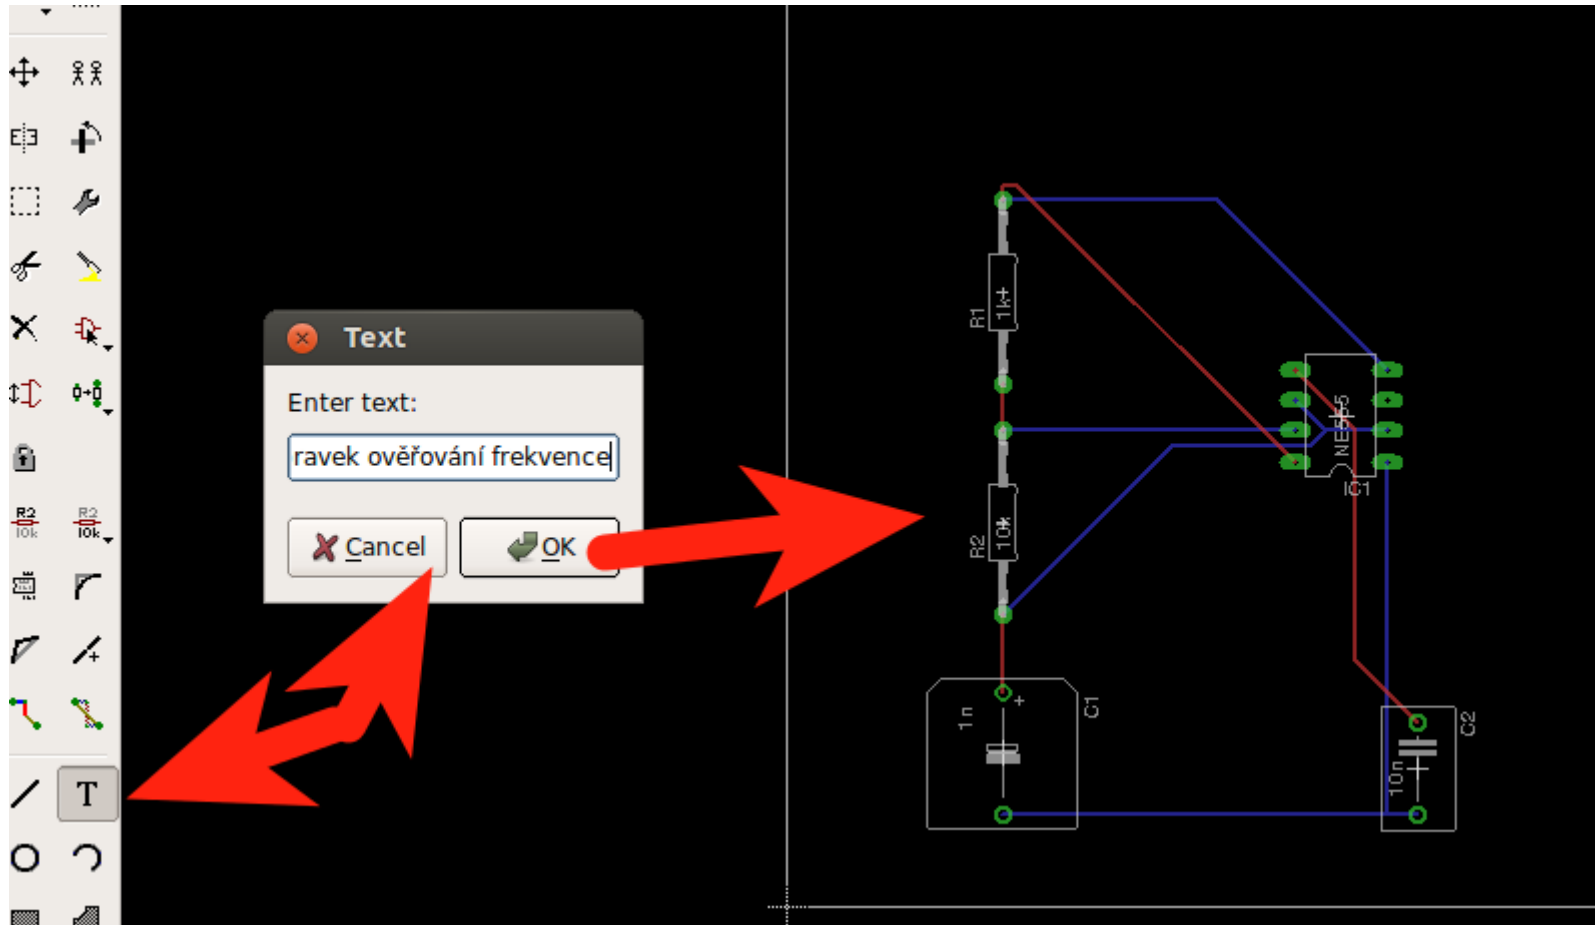 Text
Enter text:
ravek ověřování frekvence
Cancel
OK
R2
10k
R2
10k
T
R1
1k
R2
10k
NE555
IC1
1n
+
C1
10n
C2